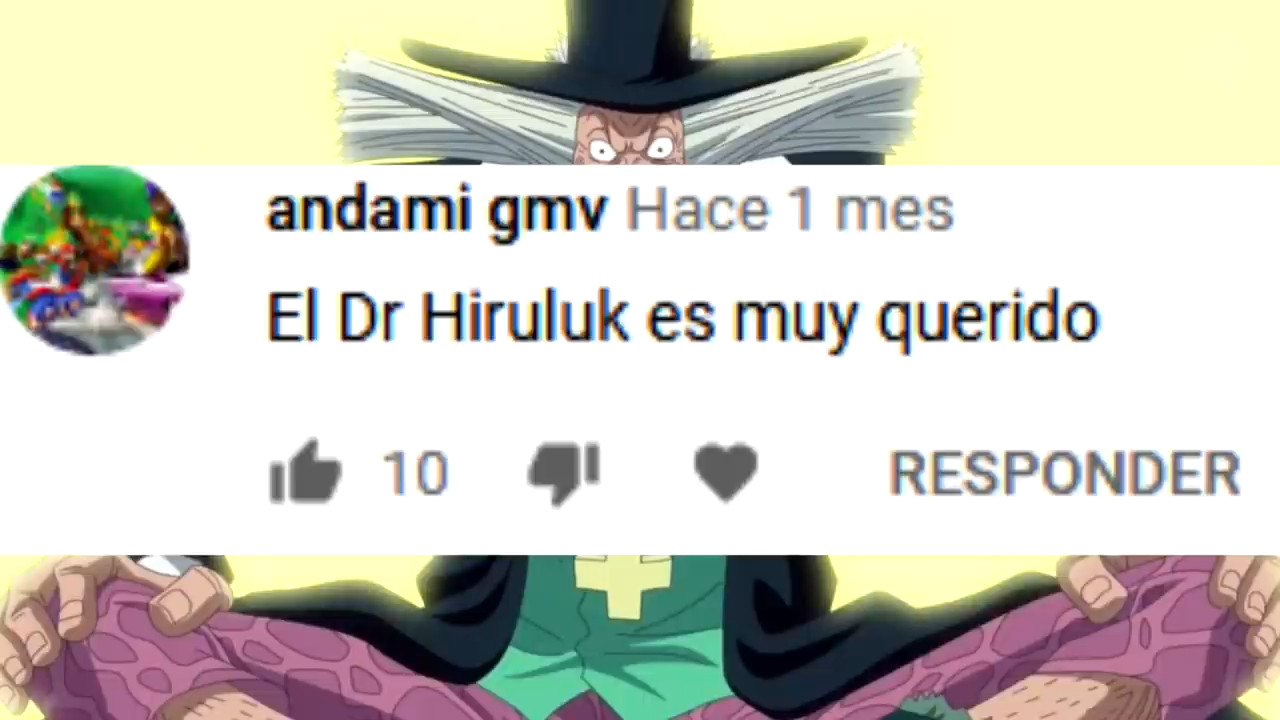 andami gmv Hace 1 mes
El Dr Hiruluk es muy querido
10 RESPONDER